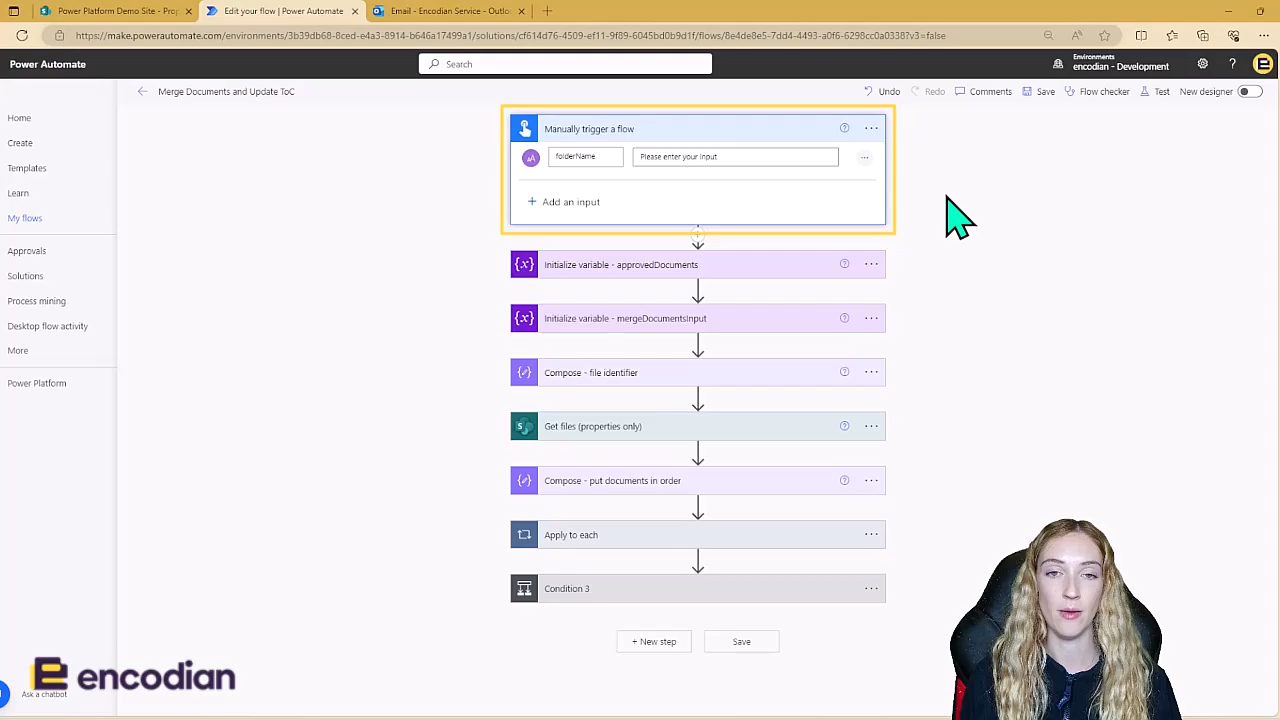 Power Platform Demo Site - Pro
Edit your flow | Power Automate
Email - Encodian Service - Outlo
https://make.powerautomate.com/environments/3b39db68-8ced-e4a3-8914-b646a17499a1/solutions/cf614d76-4509-ef11-9f89-6045bd0b9d1f/flows/8e4de8e5-7dd4-4493-a0f6-6298cc0a0338?v3=false
Power Automate
Search
Environments
encodian - Development
Merge Documents and Update ToC
Undo
Redo
Comments
Save
Flow checker
Test
New designer
Home
Create
Templates
Learn
My flows
Approvals
Solutions
Process mining
Desktop flow activity
More
Power Platform
Ask a chatbot
Manually trigger a flow
folderName
Please enter your input
Add an input
Initialize variable - approvedDocuments
Initialize variable - mergeDocumentsInput
Compose - file identifier
Get files (properties only)
Compose - put documents in order
Apply to each
Condition 3
+ New step
Save
encodian